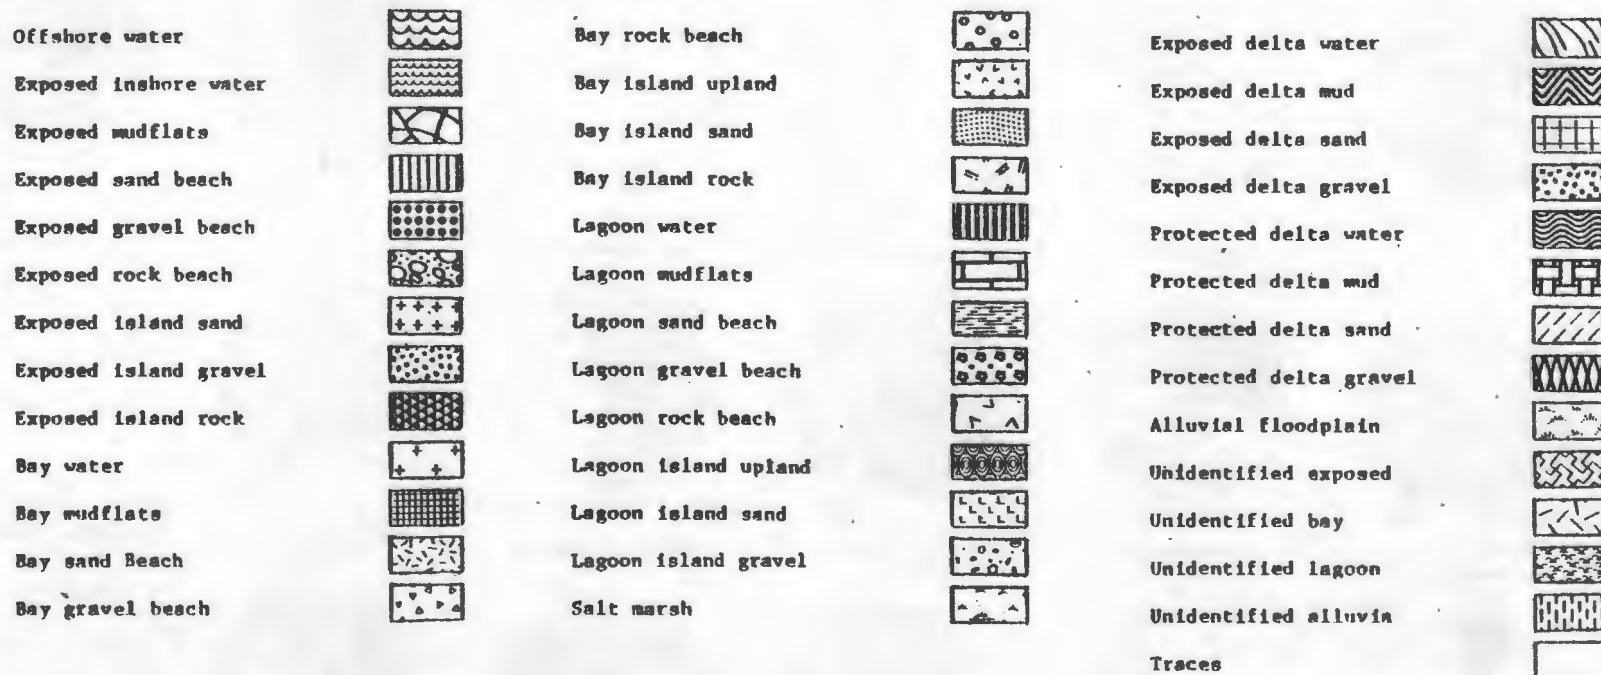 Offshore water
Exposed inshore water
Exposed mudflats
Exposed sand beach
Exposed gravel beach
Exposed rock beach
Exposed island sand
Exposed island gravel
Exposed island rock
Bay water
Bay mudflats
Bay sand Beach
Bay gravel beach
Bay rock beach
Bay island upland
Bay island sand
Bay island rock
Lagoon water
Lagoon mudflats
Lagoon sand beach
Lagoon gravel beach
Lagoon rock beach
Lagoon island upland
Lagoon island sand
Lagoon island gravel
Salt marsh
Exposed delta water
Exposed delta mud
Exposed delta sand
Exposed delta gravel
Protected delta water
Protected delta mud
Protected delta sand
Protected delta gravel
Alluvial floodplain
Unidentified exposed
Unidentified bay
Unidentified lagoon
Unidentified alluvia
Traces